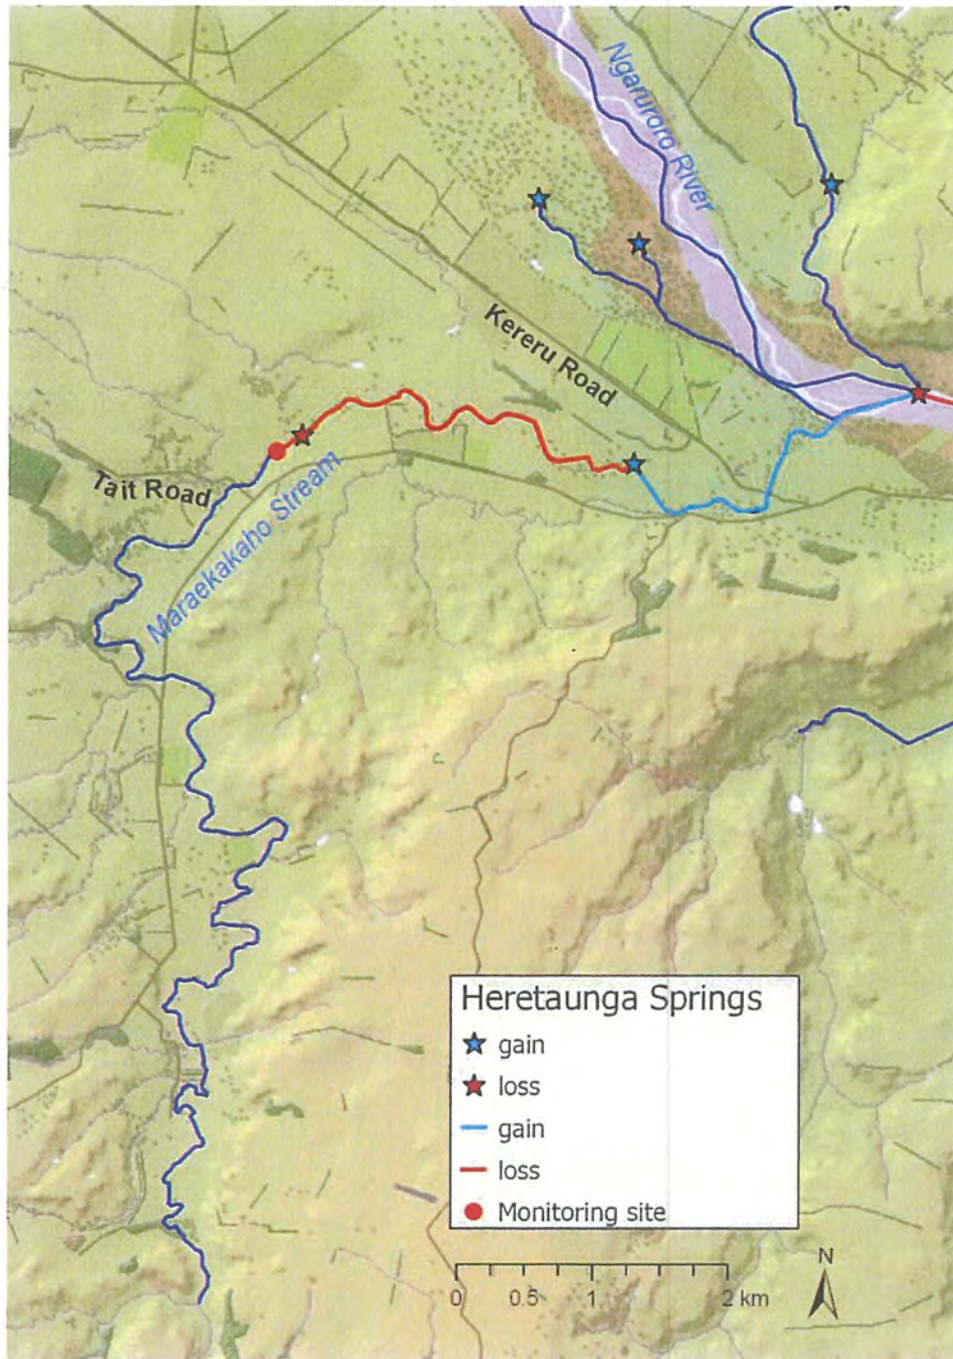 Ngaruroro River
Kereru Road
Tait Road
Maraekakaho Stream
Heretaunga Springs
gain
loss
gain
loss
Monitoring site
N
0 0.5 1 2 km